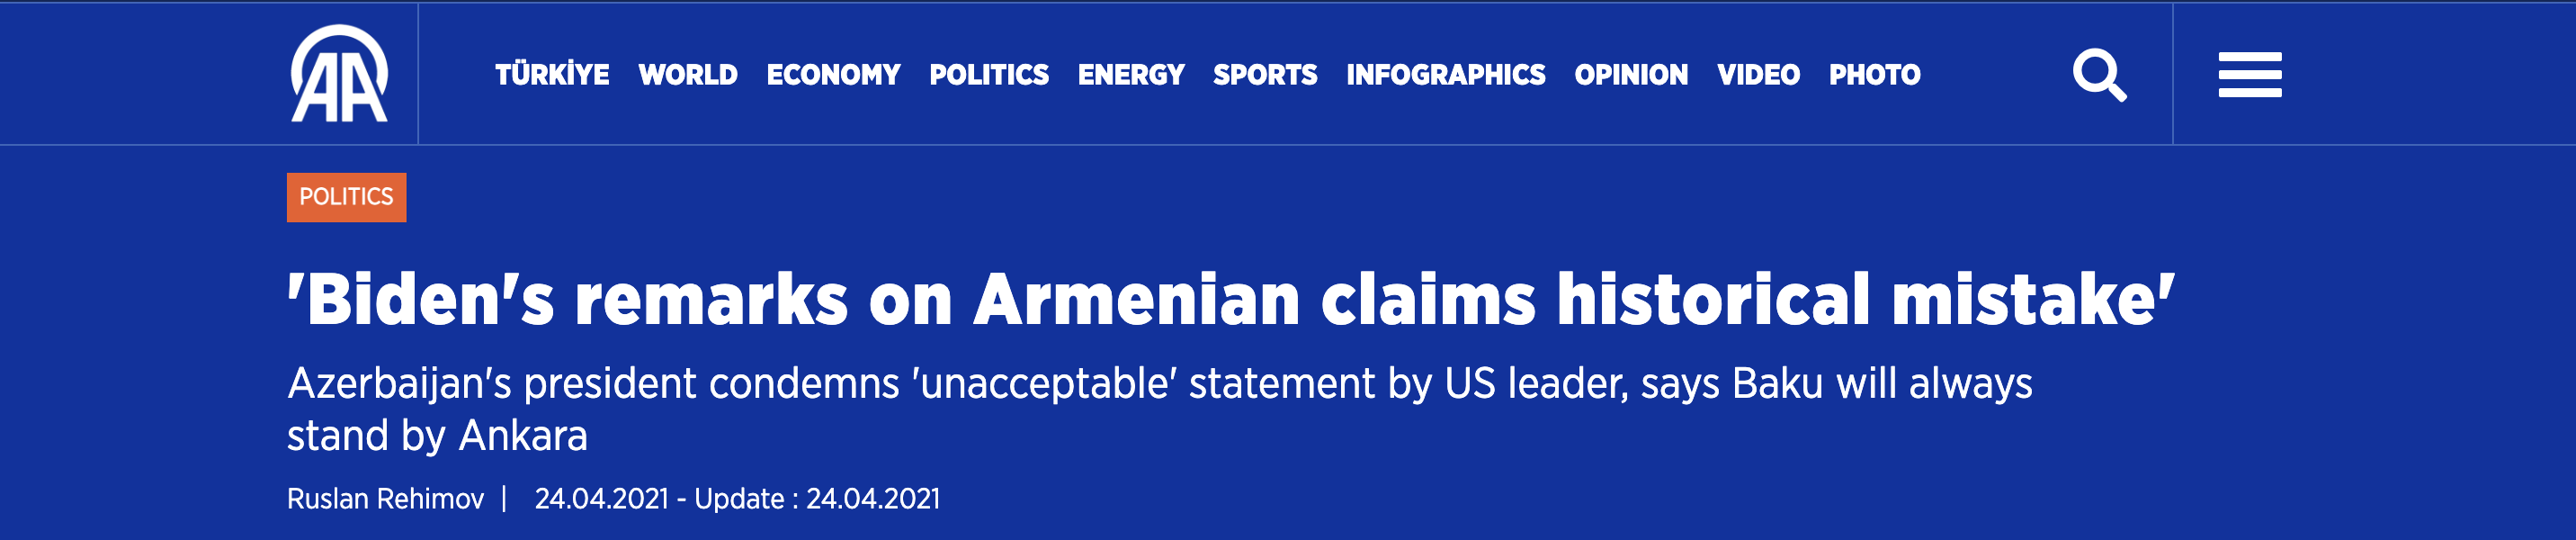 AA
TÜRKİYE WORLD ECONOMY POLITICS ENERGY SPORTS INFOGRAPHICS OPINION VIDEO PHOTO
POLITICS
'Biden's remarks on Armenian claims historical mistake'
Azerbaijan's president condemns 'unacceptable' statement by US leader, says Baku will always
stand by Ankara
Ruslan Rehimov | 24.04.2021 - Update : 24.04.2021